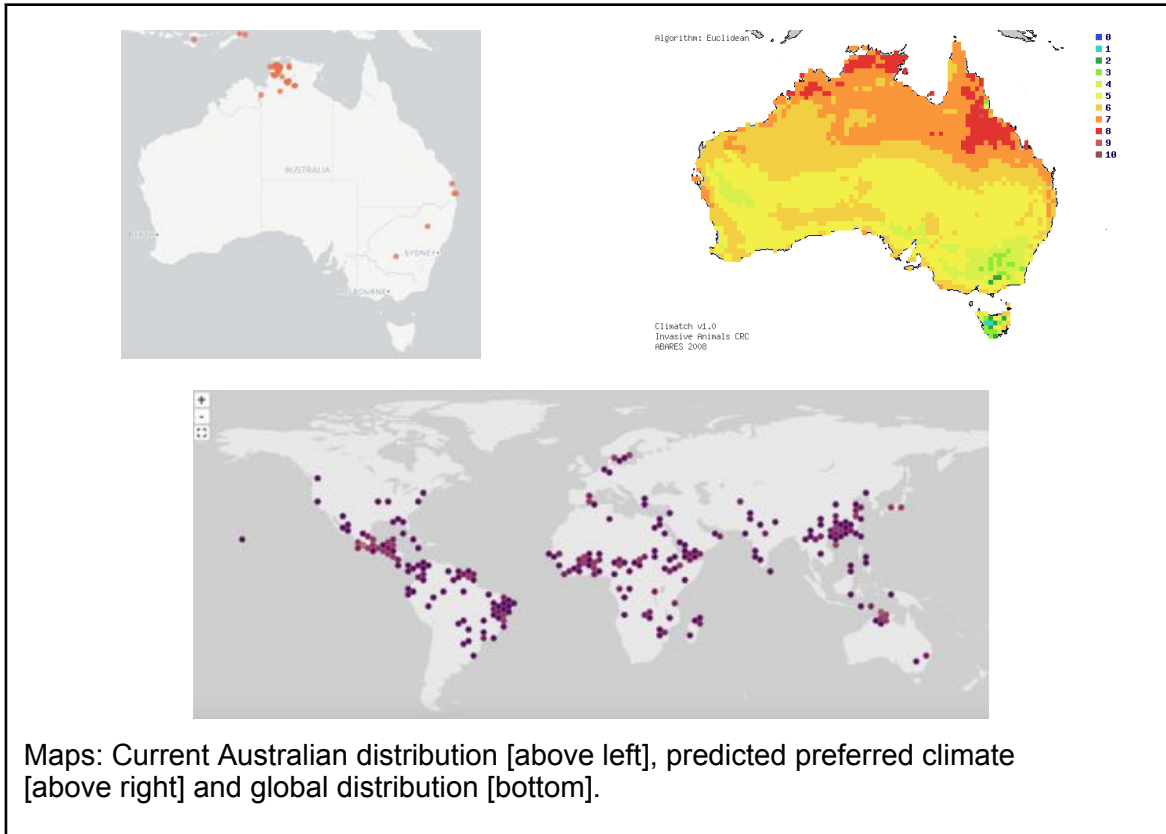 AUSTRALIA
SYDNEY
MELBOURNE
Algorithm: Euclidean
0
1
2
3
4
5
6
7
8
9
10
Climatch v1.0
Invasive Animals CRC
ABARES 2008
+
-
Maps: Current Australian distribution [above left], predicted preferred climate
[above right] and global distribution [bottom].